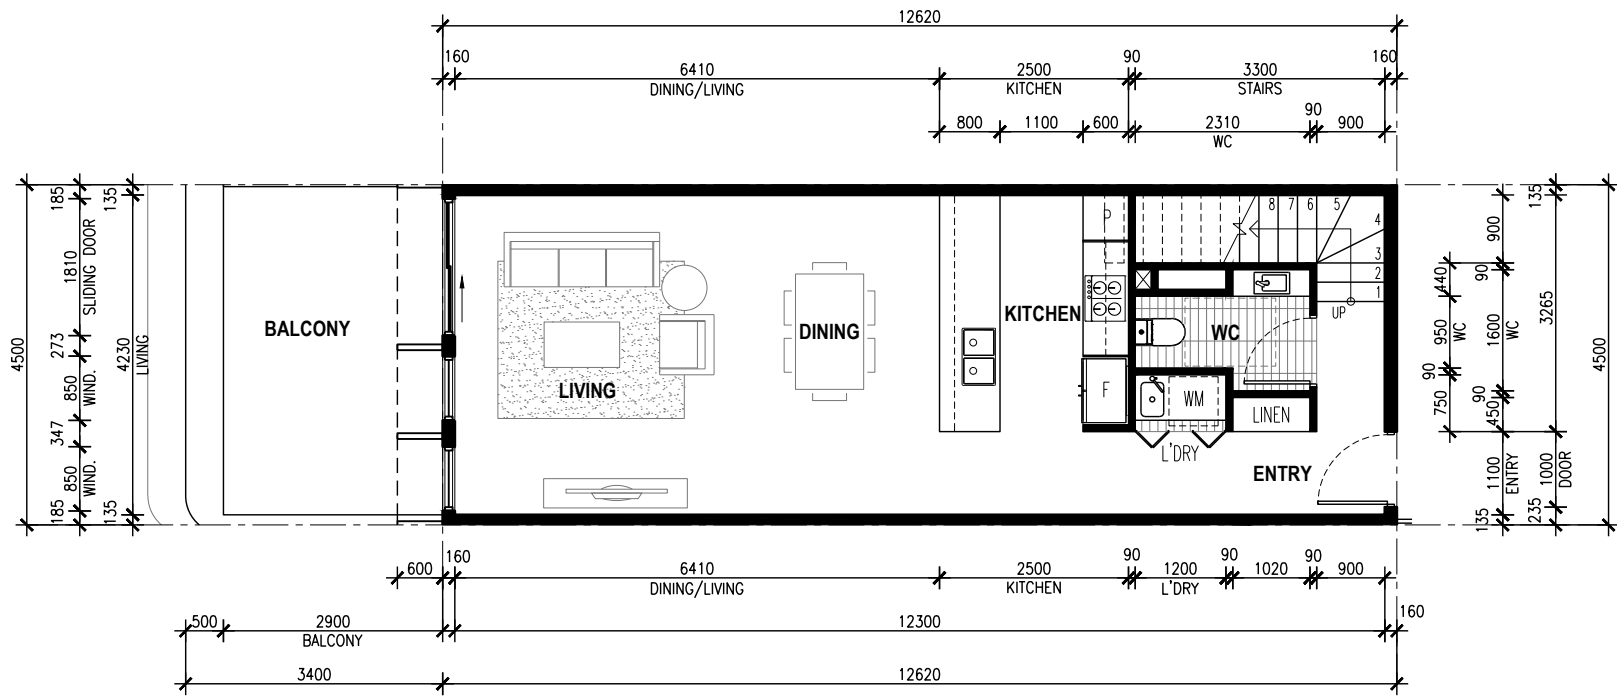 12620
160 6410 2500 90 3300 160
DINING/LIVING KITCHEN STAIRS
800 1100 600 2310 90 900
WC
4500
185 1810 273 850 347 850 185
SLIDING DOOR WIND. WIND.
135 4230 135
LIVING
BALCONY
LIVING
DINING
KITCHEN
P
F
8 7 6 5
4
3
2
1
UP
WC
WM
LINEN
L'DRY
ENTRY
440 950 90 750
WC
900 90 1600 90 450 1100 135
WC ENTRY
135 3265 1000 235
DOOR
4500
600 160 6410 2500 90 1200 90 1020 90 900
DINING/LIVING KITCHEN L'DRY
500 2900 12300 160
BALCONY
3400 12620